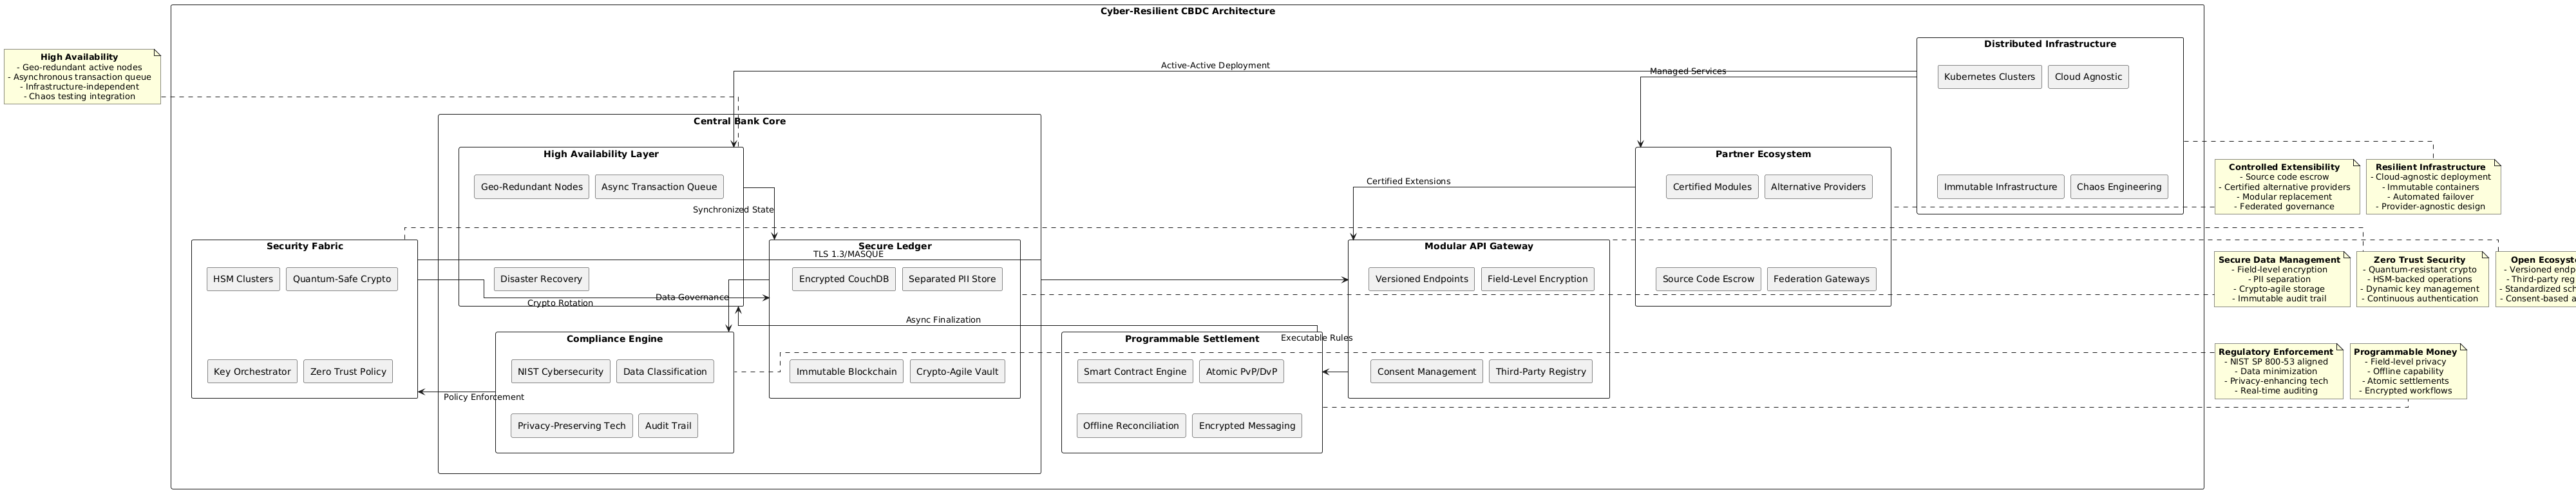 Cyber-Resilient CBDC Architecture
High Availability
- Geo-redundant active nodes
- Asynchronous transaction queue
- Infrastructure-independent
- Chaos testing integration
Distributed Infrastructure
Kubernetes Clusters
Cloud Agnostic
Immutable Infrastructure
Chaos Engineering
Active-Active Deployment
Managed Services
Central Bank Core
High Availability Layer
Geo-Redundant Nodes
Async Transaction Queue
Disaster Recovery
Synchronized State
Partner Ecosystem
Certified Modules
Alternative Providers
Source Code Escrow
Federation Gateways
Certified Extensions
Controlled Extensibility
- Source code escrow
- Certified alternative providers
- Modular replacement
- Federated governance
Resilient Infrastructure
- Cloud-agnostic deployment
- Immutable containers
- Automated failover
- Provider-agnostic design
Security Fabric
HSM Clusters
Quantum-Safe Crypto
Key Orchestrator
Zero Trust Policy
Secure Ledger
TLS 1.3/MASQUE
Encrypted CouchDB
Separated PII Store
Immutable Blockchain
Crypto-Agile Vault
Crypto Rotation
Data Governance
Modular API Gateway
Versioned Endpoints
Field-Level Encryption
Consent Management
Third-Party Registry
Secure Data Management
- Field-level encryption
- PII separation
- Crypto-agile storage
- Immutable audit trail
Zero Trust Security
- Quantum-resistant crypto
- HSM-backed operations
- Dynamic key management
- Continuous authentication
Open Ecosyste
- Versioned endp
- Third-party reg
- Standardized sch
- Consent-based a
Async Finalization
Executable Rules
Compliance Engine
NIST Cybersecurity
Data Classification
Privacy-Preserving Tech
Audit Trail
Policy Enforcement
Programmable Settlement
Smart Contract Engine
Atomic PvP/DvP
Offline Reconciliation
Encrypted Messaging
Regulatory Enforcement
- NIST SP 800-53 aligned
- Data minimization
- Privacy-enhancing tech
- Real-time auditing
Programmable Money
- Field-level privacy
- Offline capability
- Atomic settlements
- Encrypted workflows